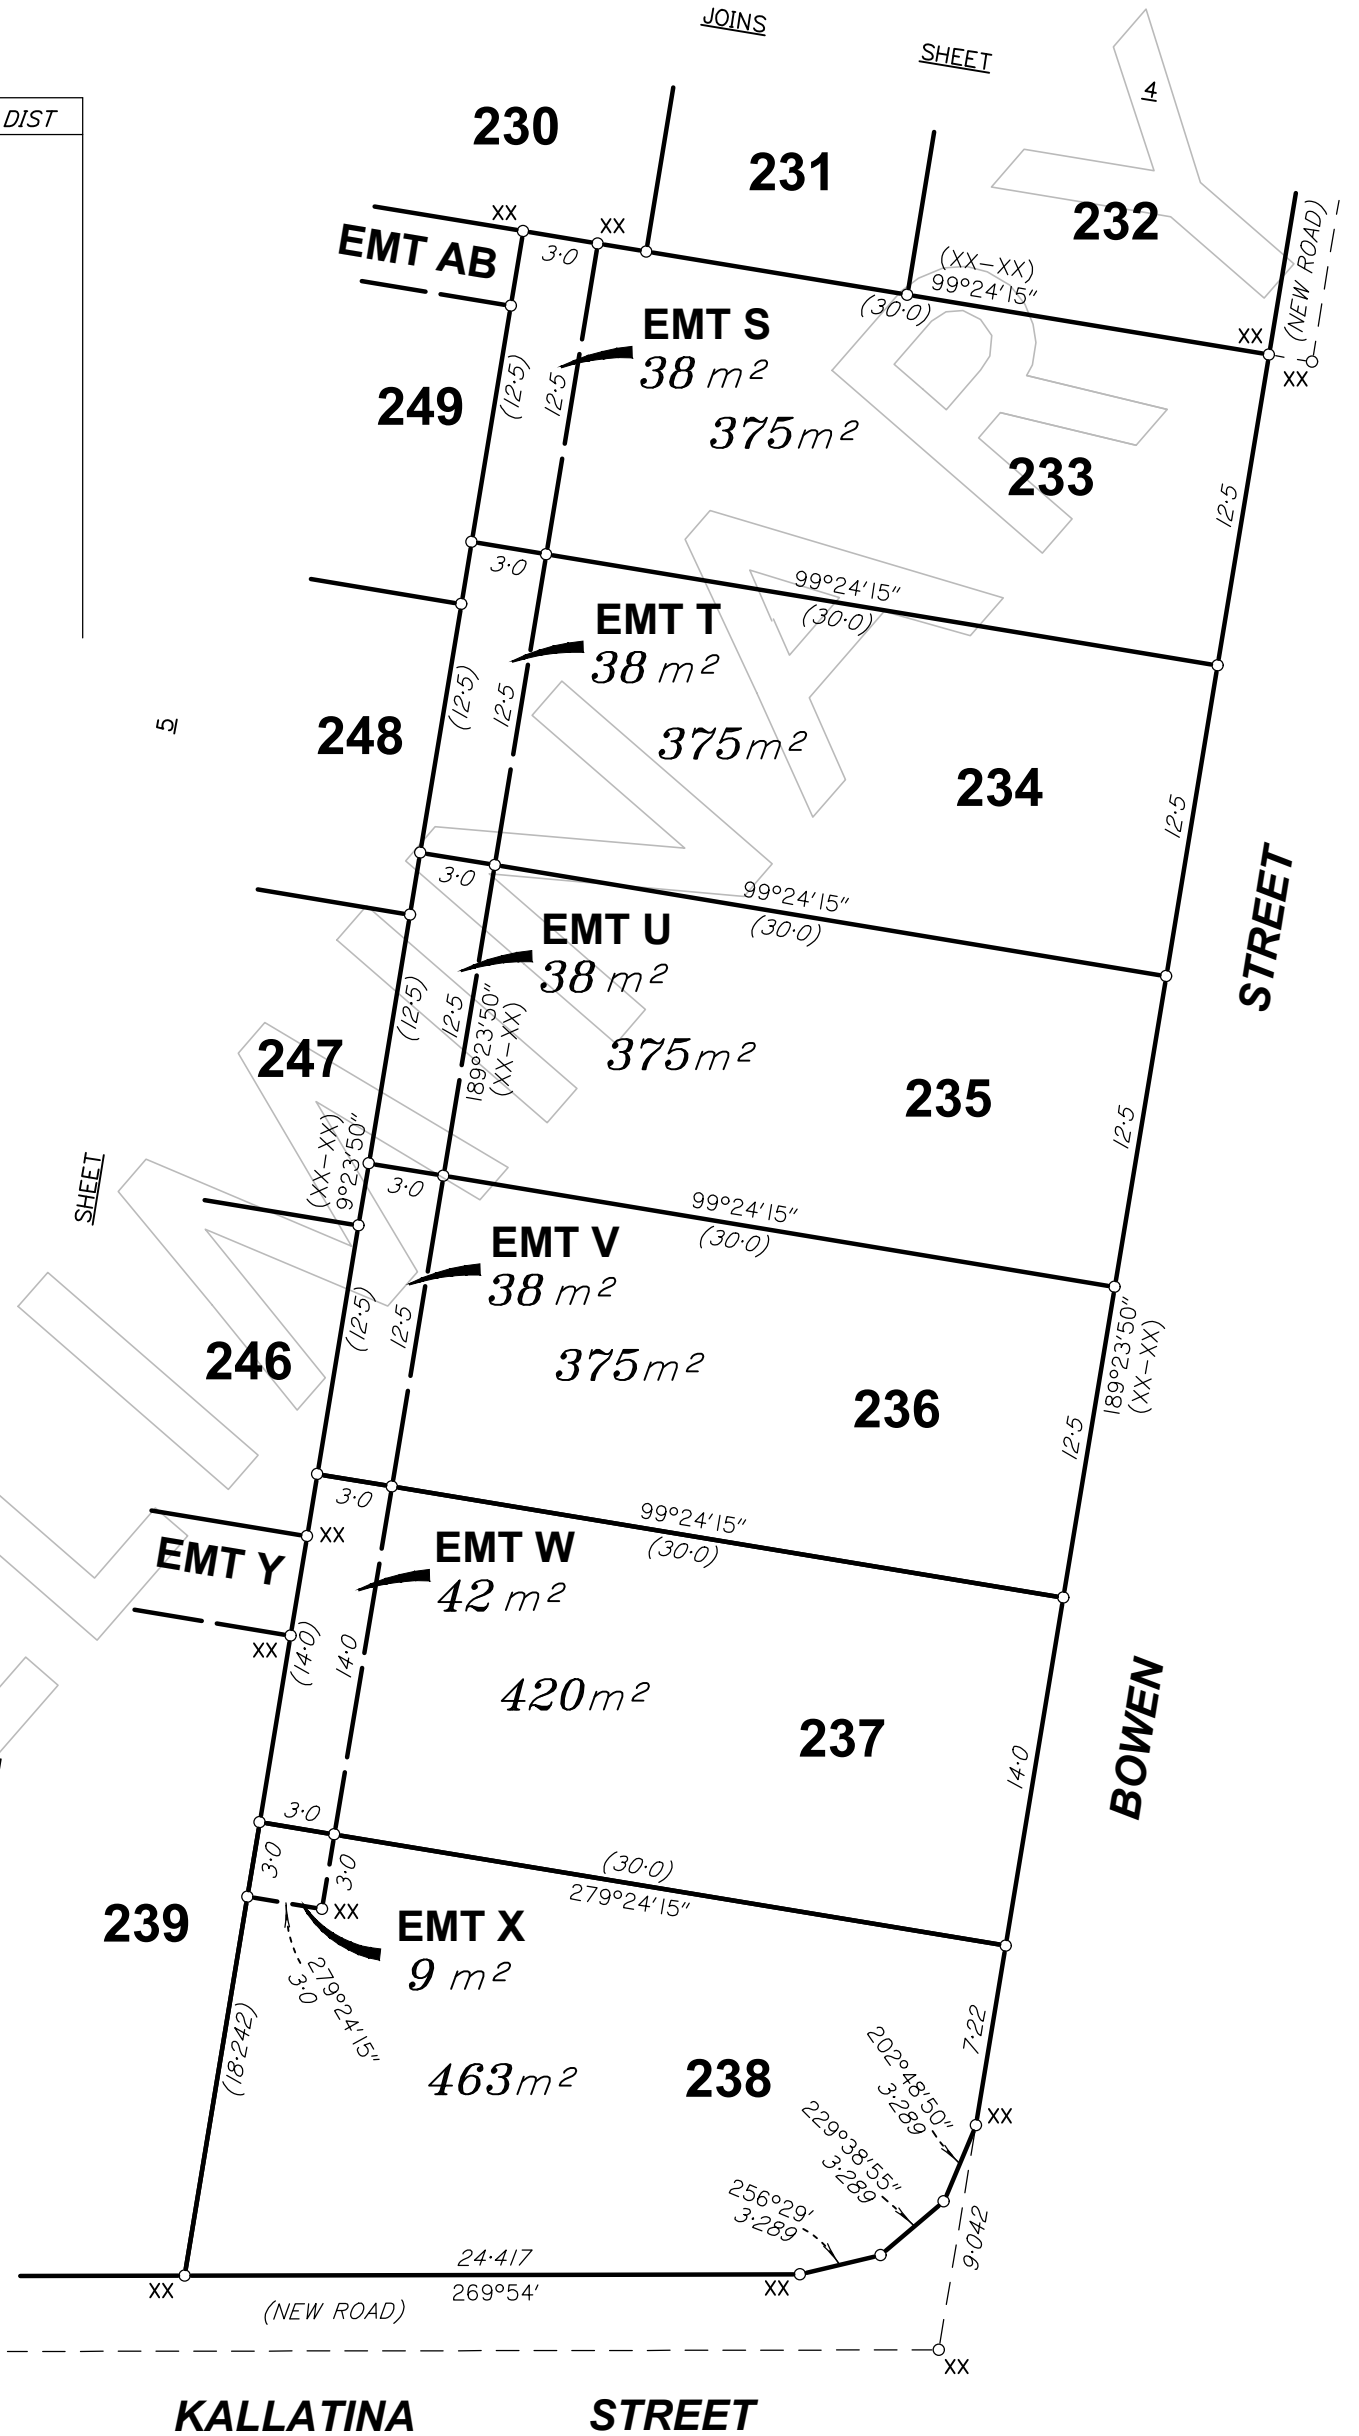 JOINS
SHEET
4
DIST
230
231
232
(NEW ROAD)
XX
XX
EMT AB
3·0
(XX-XX)
99°24'15"
(30·0)
XX
XX
EMT S
38 m²
(12·5)
12·5
249
375m²
233
12·5
3·0
99°24'15"
(30·0)
EMT T
38 m²
(12·5)
12·5
5
248
375m²
234
12·5
3·0
99°24'15"
(30·0)
EMT U
38 m²
STREET
(12·5)
12·5
189°23'50"
(XX-XX)
247
375m²
235
12·5
(XX-XX)
9°23'50"
SHEET
3·0
99°24'15"
(30·0)
EMT V
38 m²
(12·5)
12·5
246
375m²
236
189°23'50"
(XX-XX)
12·5
3·0
99°24'15"
(30·0)
XX
EMT Y
EMT W
42 m²
XX
(14·0)
14·0
420m²
237
BOWEN
14·0
3·0
(30·0)
279°24'15"
3·0
3·0
XX
239
EMT X
9 m²
279°24'15"
3·0
(18·242)
463m²
238
7·22
202°48'50"
3·289
XX
229°38'55"
3·289
256°29'
3·289
9·042
24·417
XX
269°54'
XX
(NEW ROAD)
XX
KALLATINA STREET
LIMINARY